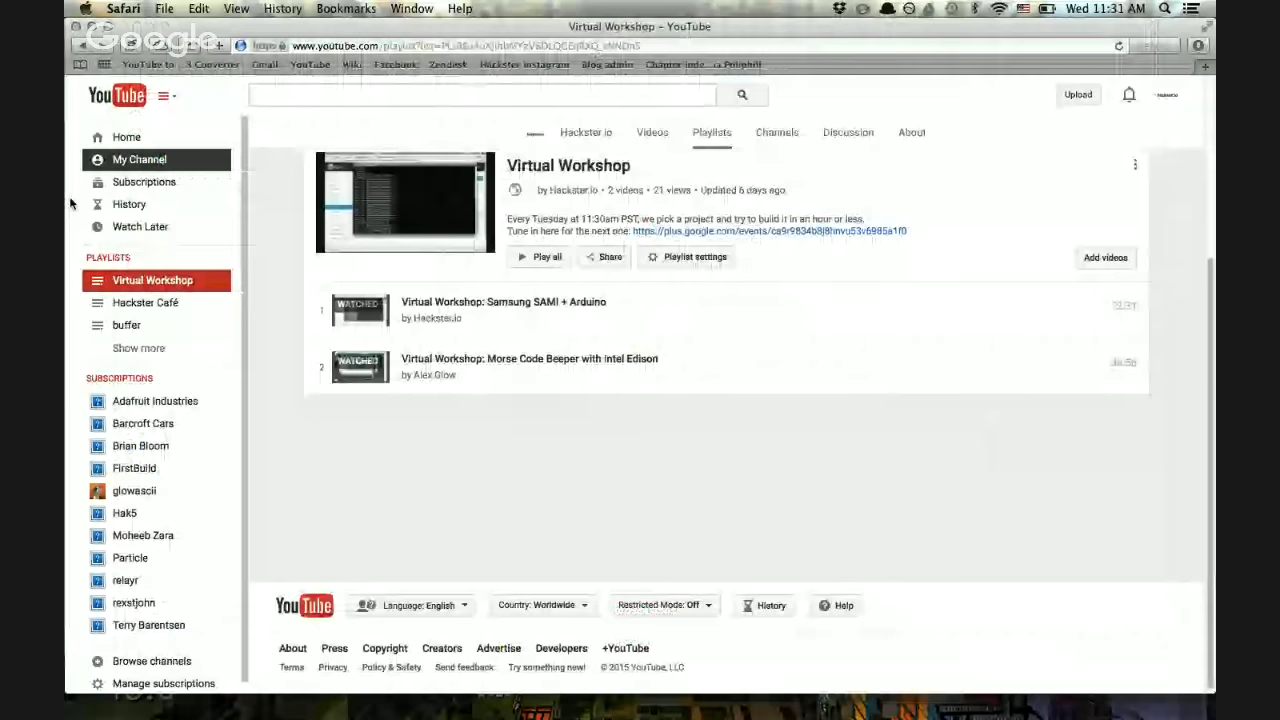 Safari File Edit View History Bookmarks Window Help Wed 11:31 AM
Google
Virtual Workshop – YouTube
www.youtube.com
YouTube to 3 Converter Gmail YouTube Wiki Facebook Zendesk Hackster Instagram Blog admin
YouTube Upload
Hackster.io Videos Playlists Channels Discussion About
Home
My Channel
Subscriptions
History
Watch Later
PLAYLISTS
Virtual Workshop
Hackster Café
buffer
Show more
SUBSCRIPTIONS
Adafruit Industries
Barcroft Cars
Brian Bloom
FirstBuild
glowascii
Hak5
Moheeb Zara
Particle
relayr
rexstjohn
Terry Barentsen
Browse channels
Manage subscriptions
Virtual Workshop
by Hackster.io • 2 videos • 21 views • Updated 6 days ago
Every Tuesday at 11:30am PST, we pick a project and try to build it in an hour or less.
Tune in here for the next one:
Play all Share Playlist settings Add videos
1 WATCHED Virtual Workshop: Samsung SAMI + Arduino
by Hackster.io
2 WATCHED Virtual Workshop: Morse Code Beeper with Intel Edison
by Alex Glow
YouTube Language: English Country: Worldwide Restricted Mode: Off History Help
About Press Copyright Creators Advertise Developers +YouTube
Terms Privacy Policy & Safety Send feedback Try something new! © 2015 YouTube, LLC